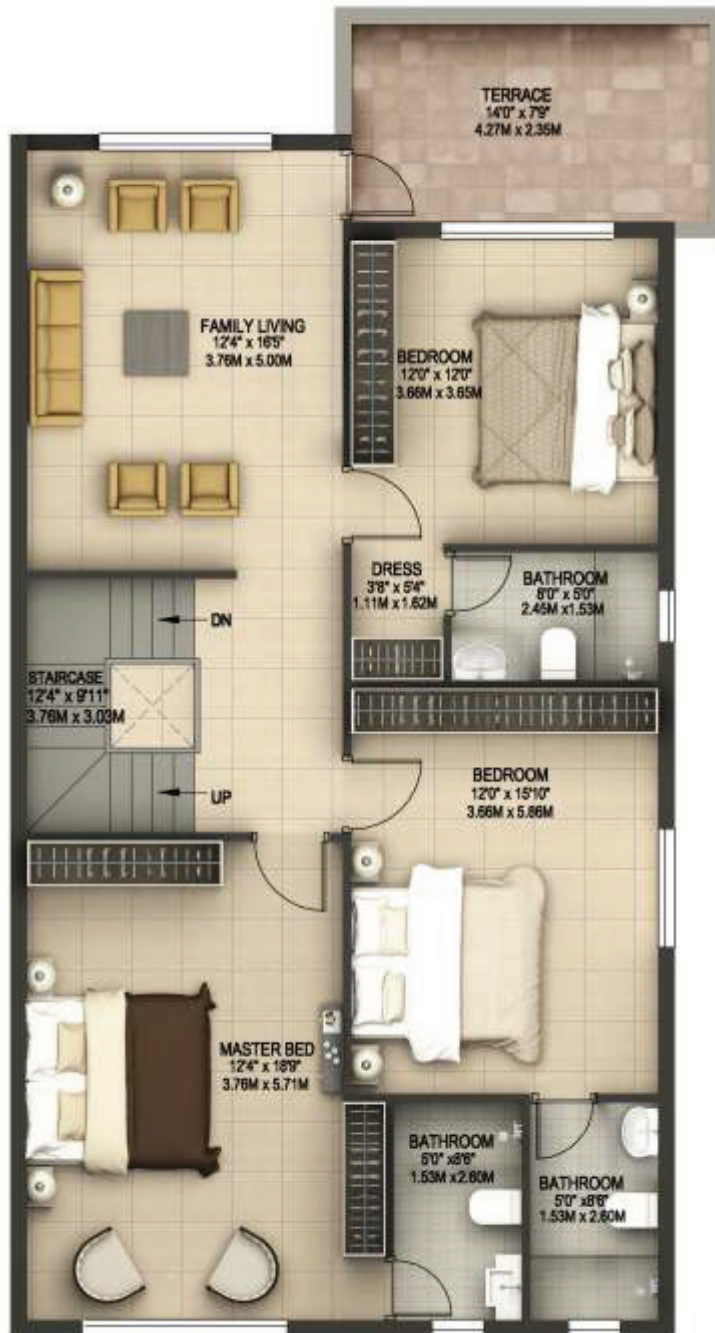 TERRACE
14'0" x 7'9"
4.27M x 2.35M
FAMILY LIVING
12'4" x 16'5"
3.76M x 5.00M
BEDROOM
12'0" x 12'0"
3.66M x 3.65M
DRESS
3'8" x 5'4"
1.11M x 1.62M
BATHROOM
8'0" x 5'0"
2.45M x1.53M
DN
STAIRCASE
12'4" x 9'11"
3.76M x 3.03M
UP
BEDROOM
12'0" x 15'10"
3.66M x 5.86M
MASTER BED
12'4" x 18'9"
3.76M x 5.71M
BATHROOM
5'0" x8'6"
1.53M x2.60M
BATHROOM
5'0" x8'6"
1.53M x 2.60M